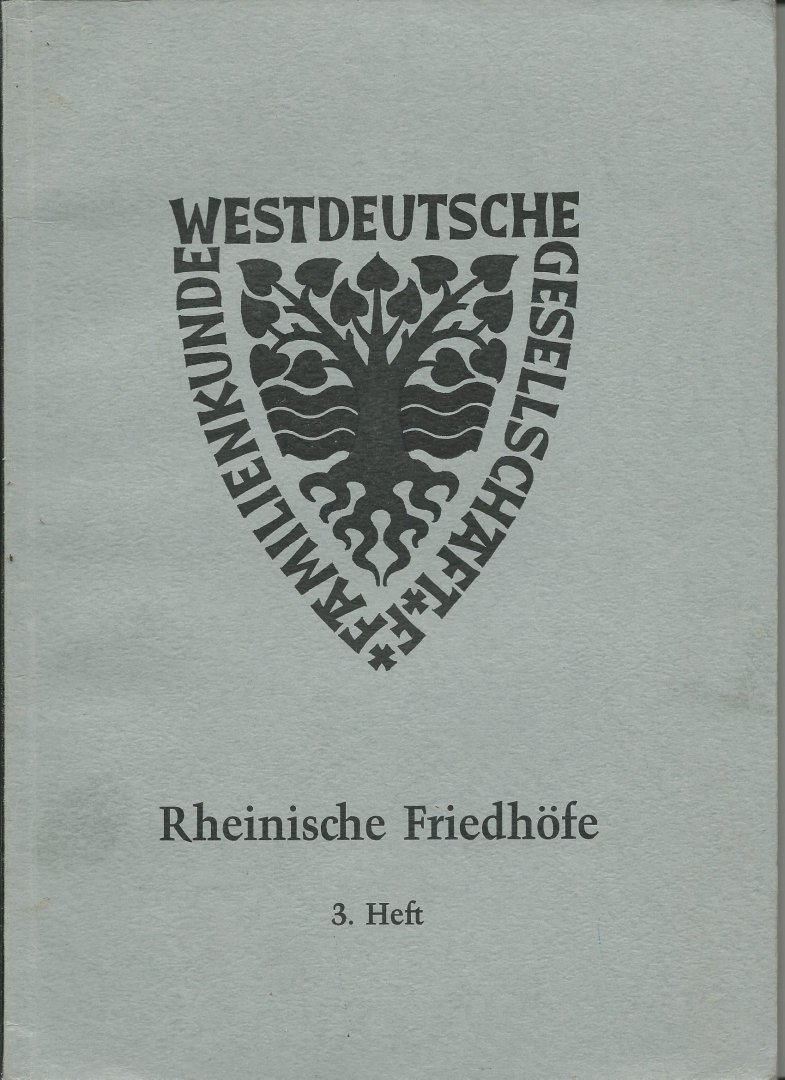 WESTDEUTSCHE
GESELLSCHAFT
F
FAMILIENKUNDE
Rheinische Friedhöfe
3. Heft